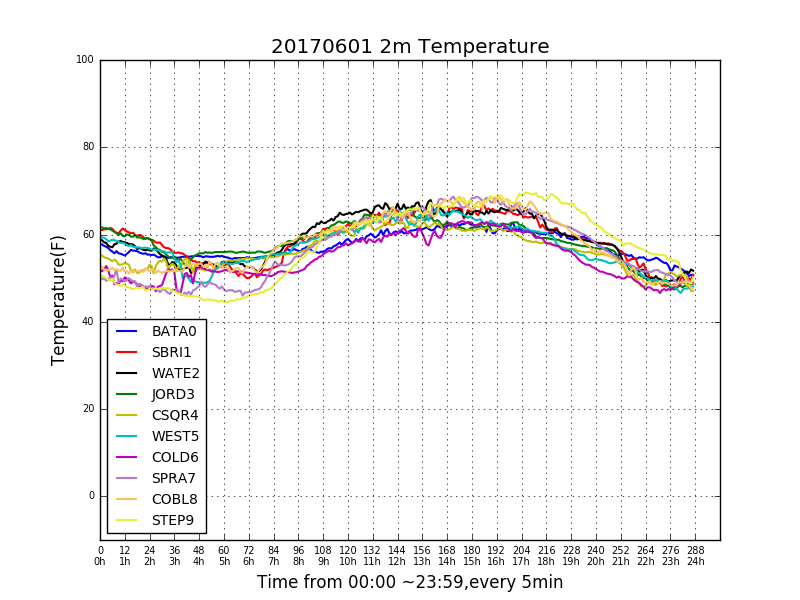 20170601 2m Temperature
100
80
60
40
20
0
Temperature(F)
BATA0
SBRI1
WATE2
JORD3
CSQR4
WEST5
COLD6
SPRA7
COBL8
STEP9
0 12 24 36 48 60 72 84 96 108 120 132 144 156 168 180 192 204 216 228 240 252 264 276 288
0h 1h 2h 3h 4h 5h 6h 7h 8h 9h 10h 11h 12h 13h 14h 15h 16h 17h 18h 19h 20h 21h 22h 23h 24h
Time from 00:00 ~23:59,every 5min